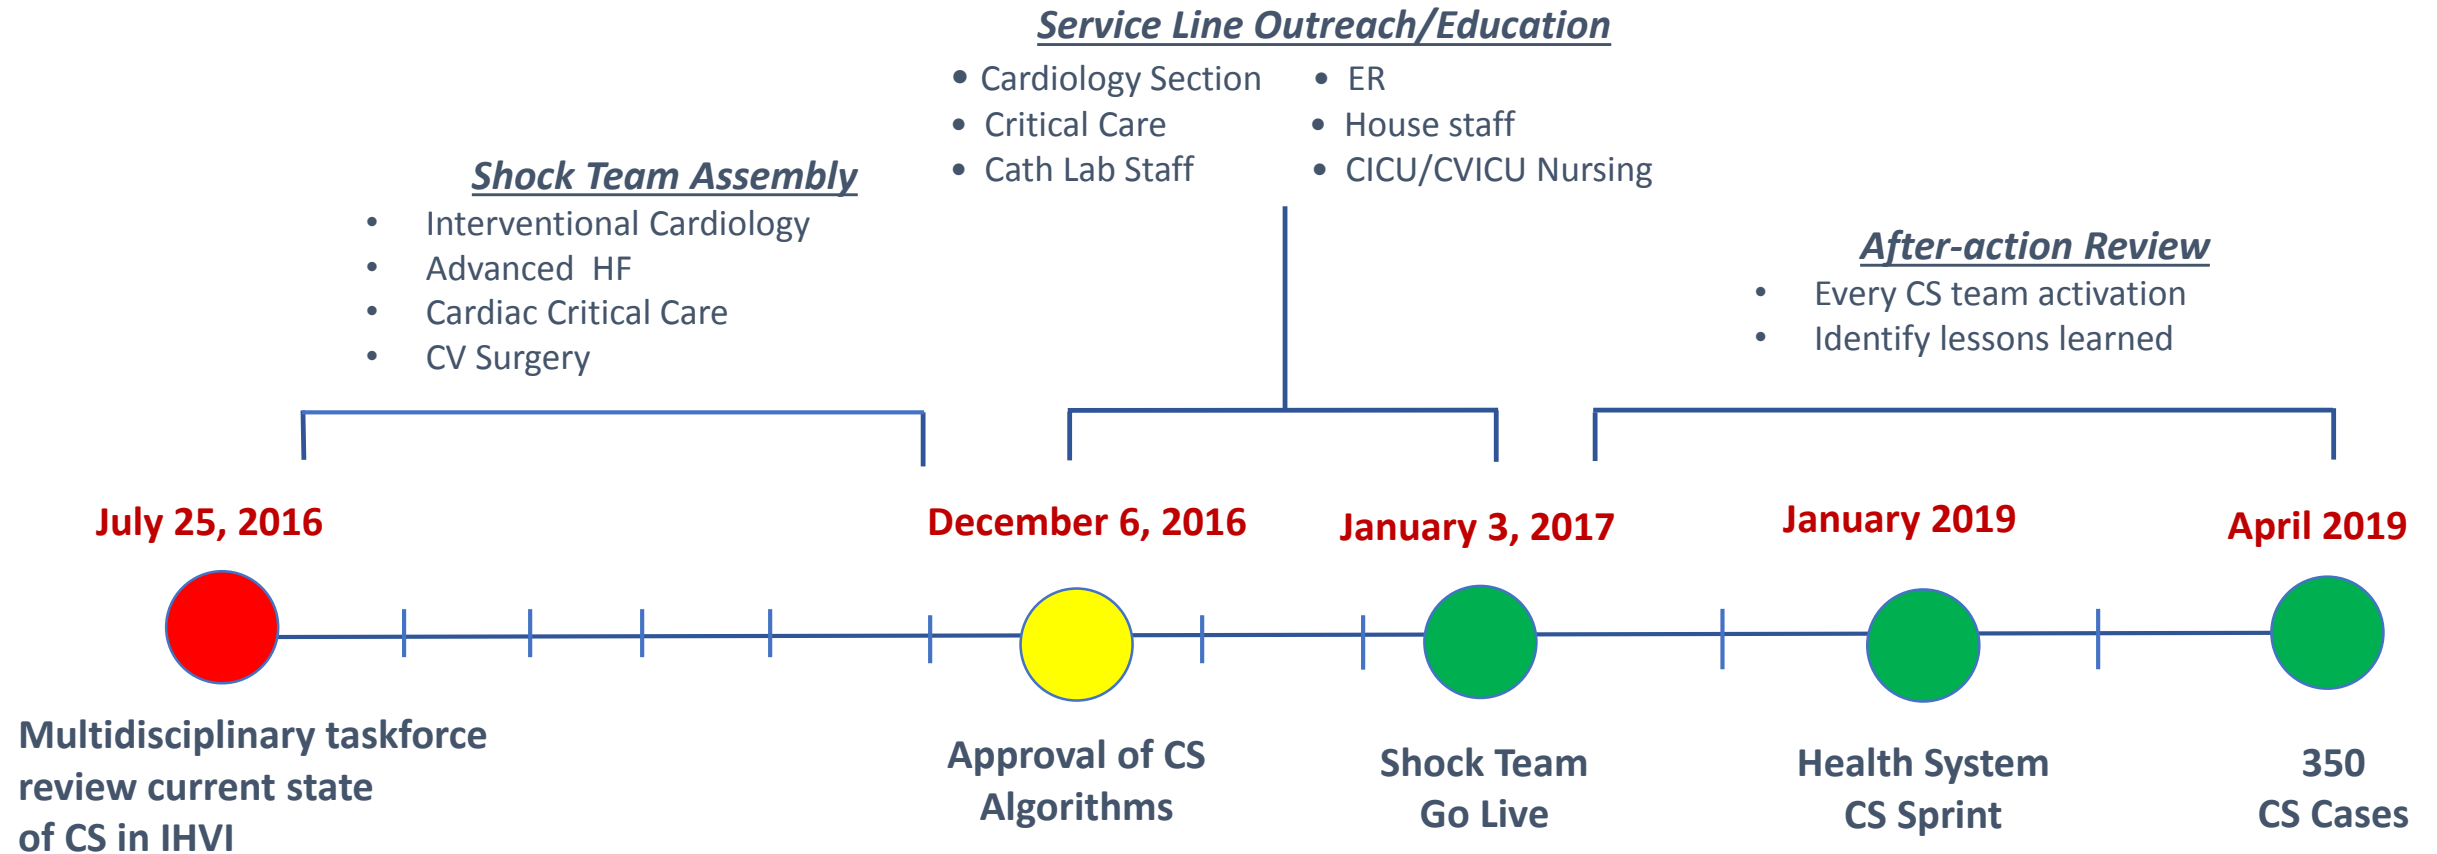 Service Line Outreach/Education
• Cardiology Section
• ER
• Critical Care
• House staff
• Cath Lab Staff
• CICU/CVICU Nursing
Shock Team Assembly
• Interventional Cardiology
• Advanced HF
• Cardiac Critical Care
• CV Surgery
After-action Review
• Every CS team activation
• Identify lessons learned
July 25, 2016
December 6, 2016
January 3, 2017
January 2019
April 2019
Multidisciplinary taskforce
review current state
of CS in IHVI
Approval of CS
Algorithms
Shock Team
Go Live
Health System
CS Sprint
350
CS Cases